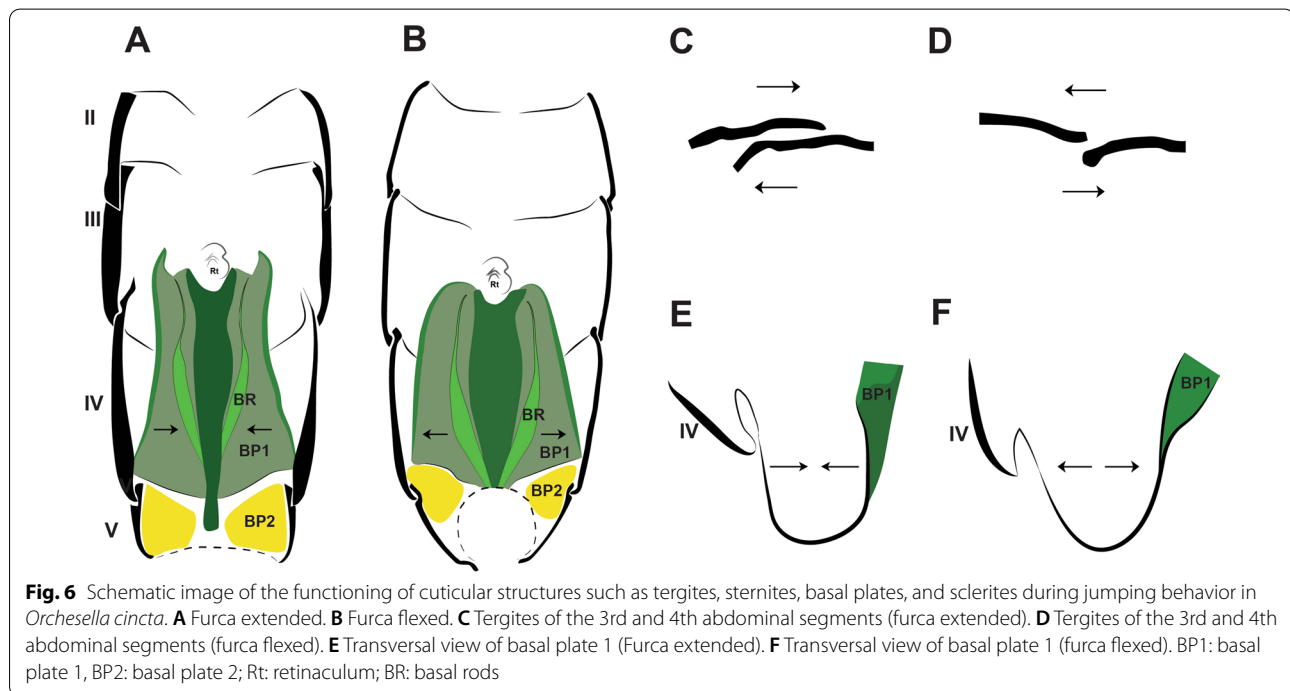 A
B
C
D
II
III
IV
V
Rt
BR
BP1
BP2
Rt
BR
BP1
BP2
E
F
IV
BP1
IV
BP1
Fig. 6 Schematic image of the functioning of cuticular structures such as tergites, sternites, basal plates, and sclerites during jumping behavior in
Orchesella cincta. A Furca extended. B Furca flexed. C Tergites of the 3rd and 4th abdominal segments (furca extended). D Tergites of the 3rd and 4th
abdominal segments (furca flexed). E Transversal view of basal plate 1 (Furca extended). F Transversal view of basal plate 1 (furca flexed). BP1: basal
plate 1, BP2: basal plate 2; Rt: retinaculum; BR: basal rods